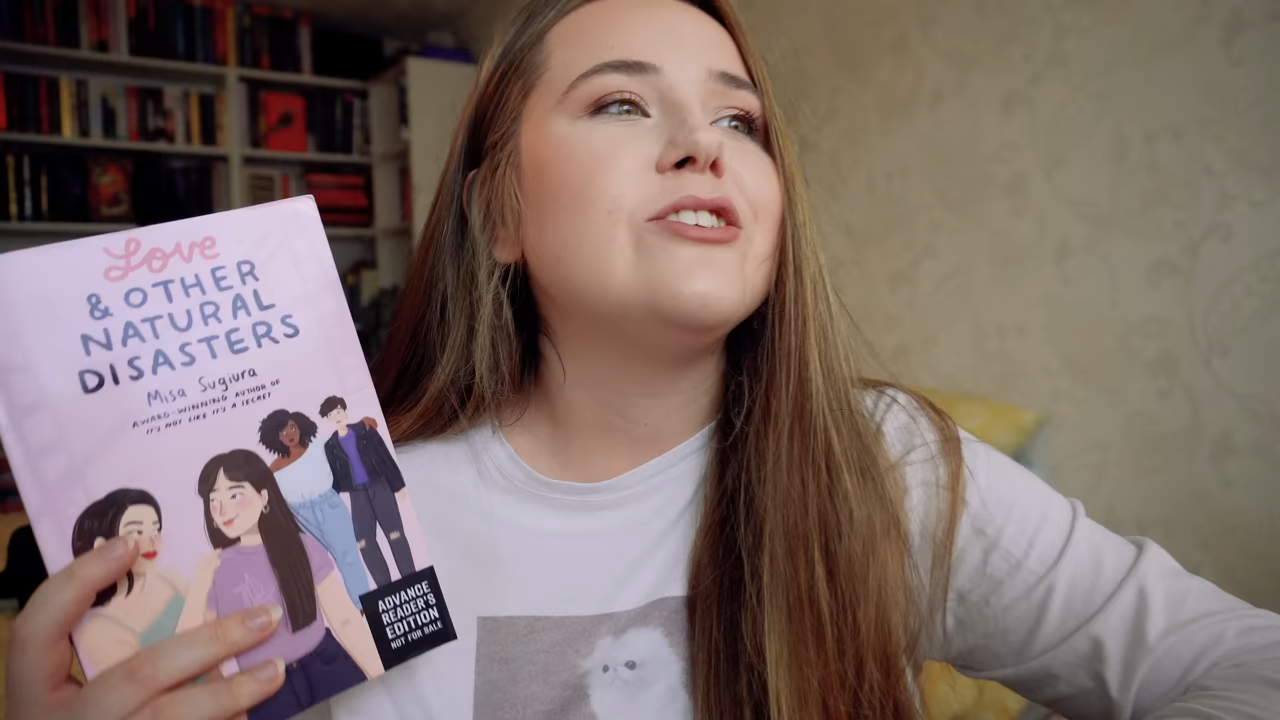 Love
& OTHER
NATURAL
DISASTERS
Misa Sugiura
AWARD-WINNING AUTHOR OF
IT'S NOT LIKE IT'S A SECRET
ADVANCE
READER'S
EDITION
NOT FOR SALE